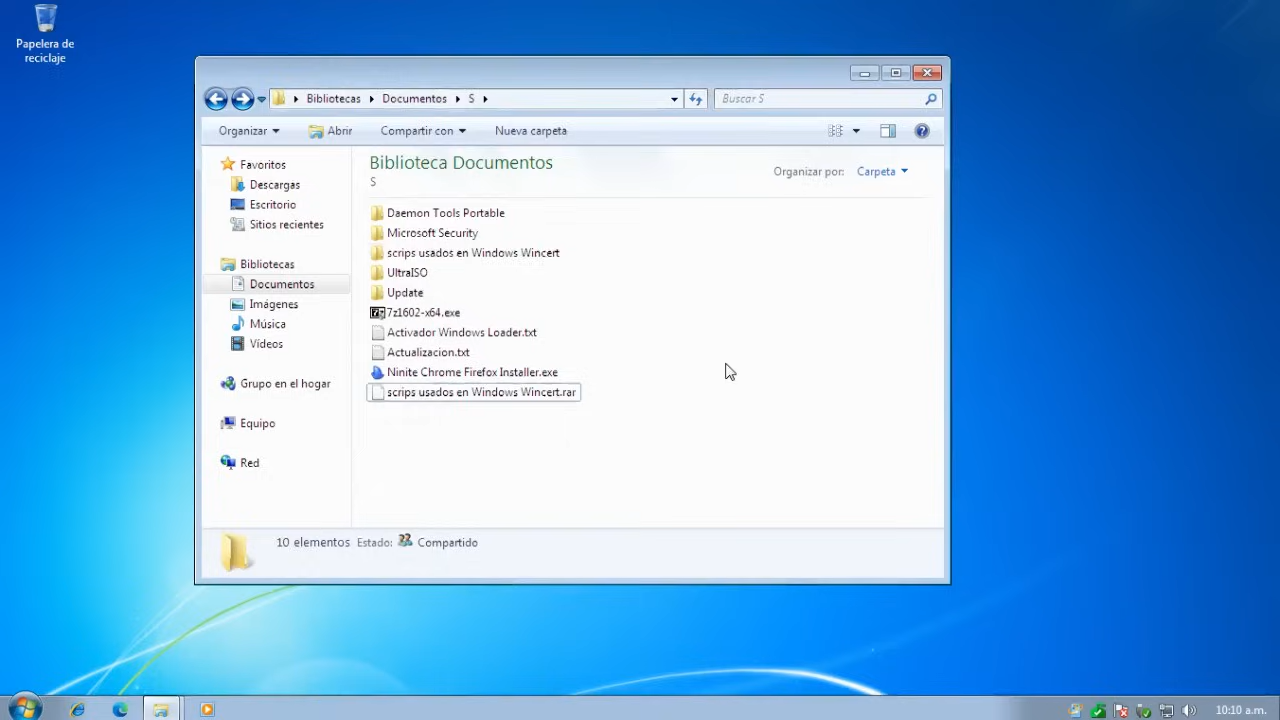 Papelera de
reciclaje
Bibliotecas
Documentos
S
Buscar S
Organizar
Abrir
Compartir con
Nueva carpeta
Favoritos
Descargas
Escritorio
Sitios recientes
Bibliotecas
Documentos
Imágenes
Música
Vídeos
Grupo en el hogar
Equipo
Red
Biblioteca Documentos
S
Organizar por: Carpeta
Daemon Tools Portable
Microsoft Security
scrips usados en Windows Wincert
UltraISO
Update
7z1602-x64.exe
Activador Windows Loader.txt
Actualizacion.txt
Ninite Chrome Firefox Installer.exe
scrips usados en Windows Wincert.rar
10 elementos Estado: Compartido
10:10 a.m.